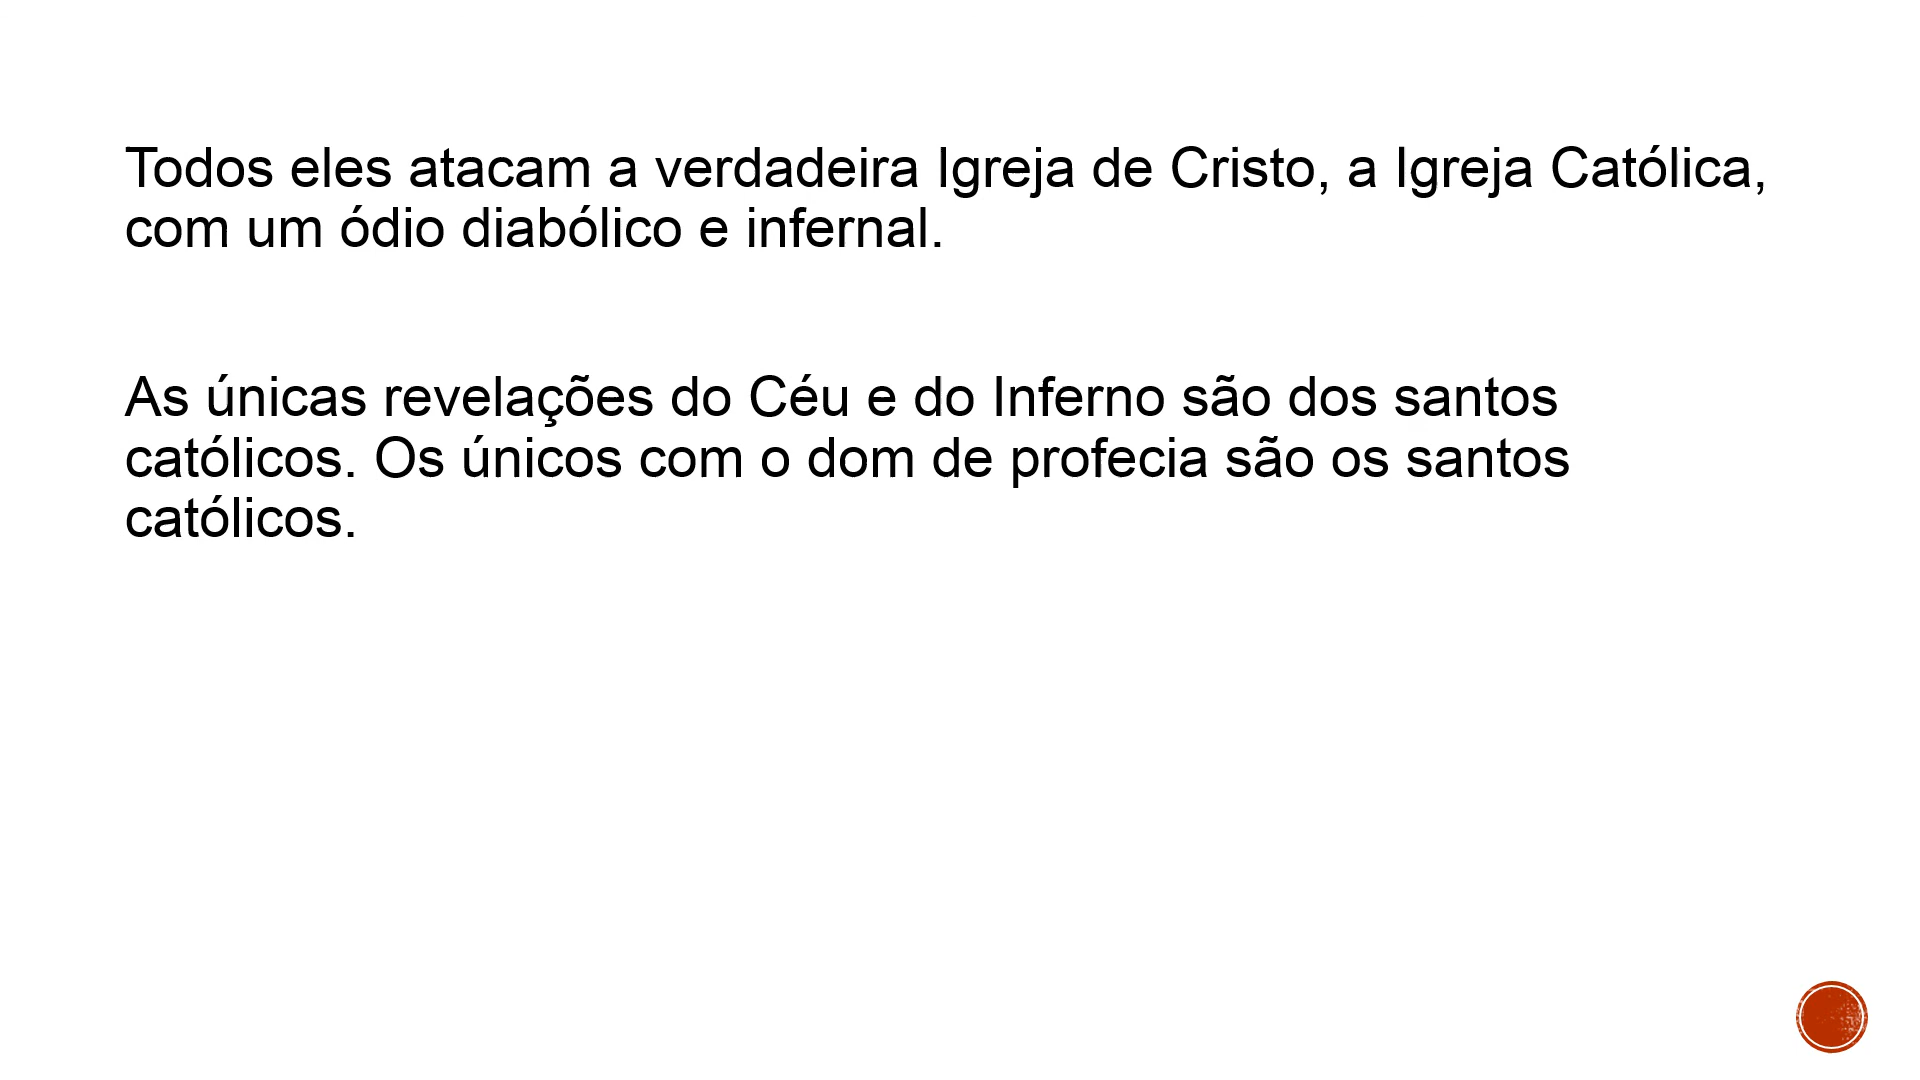 Todos eles atacam a verdadeira Igreja de Cristo, a Igreja Católica,
com um ódio diabólico e infernal.
As únicas revelações do Céu e do Inferno são dos santos
católicos. Os únicos com o dom de profecia são os santos
católicos.